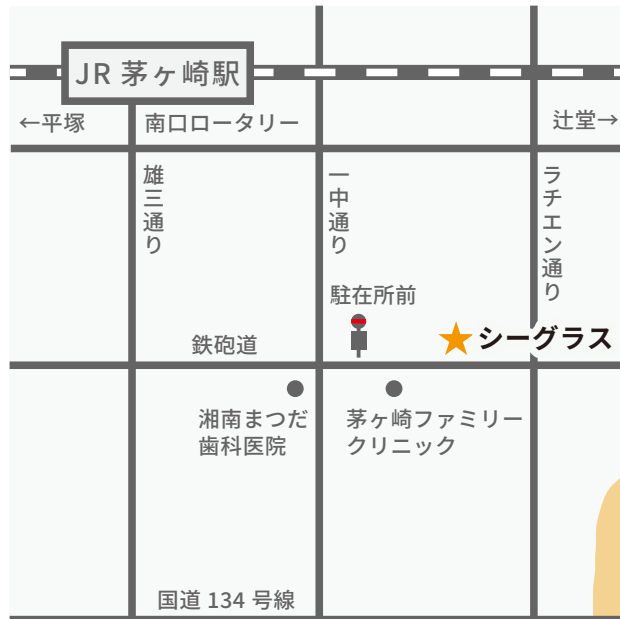 JR 茅ヶ崎駅
←平塚
南口ロータリー
辻堂→
雄三通り
一中通り
ラチエン通り
駐在所前
シーグラス
鉄砲道
湘南まつだ
歯科医院
茅ヶ崎ファミリー
クリニック
国道 134 号線